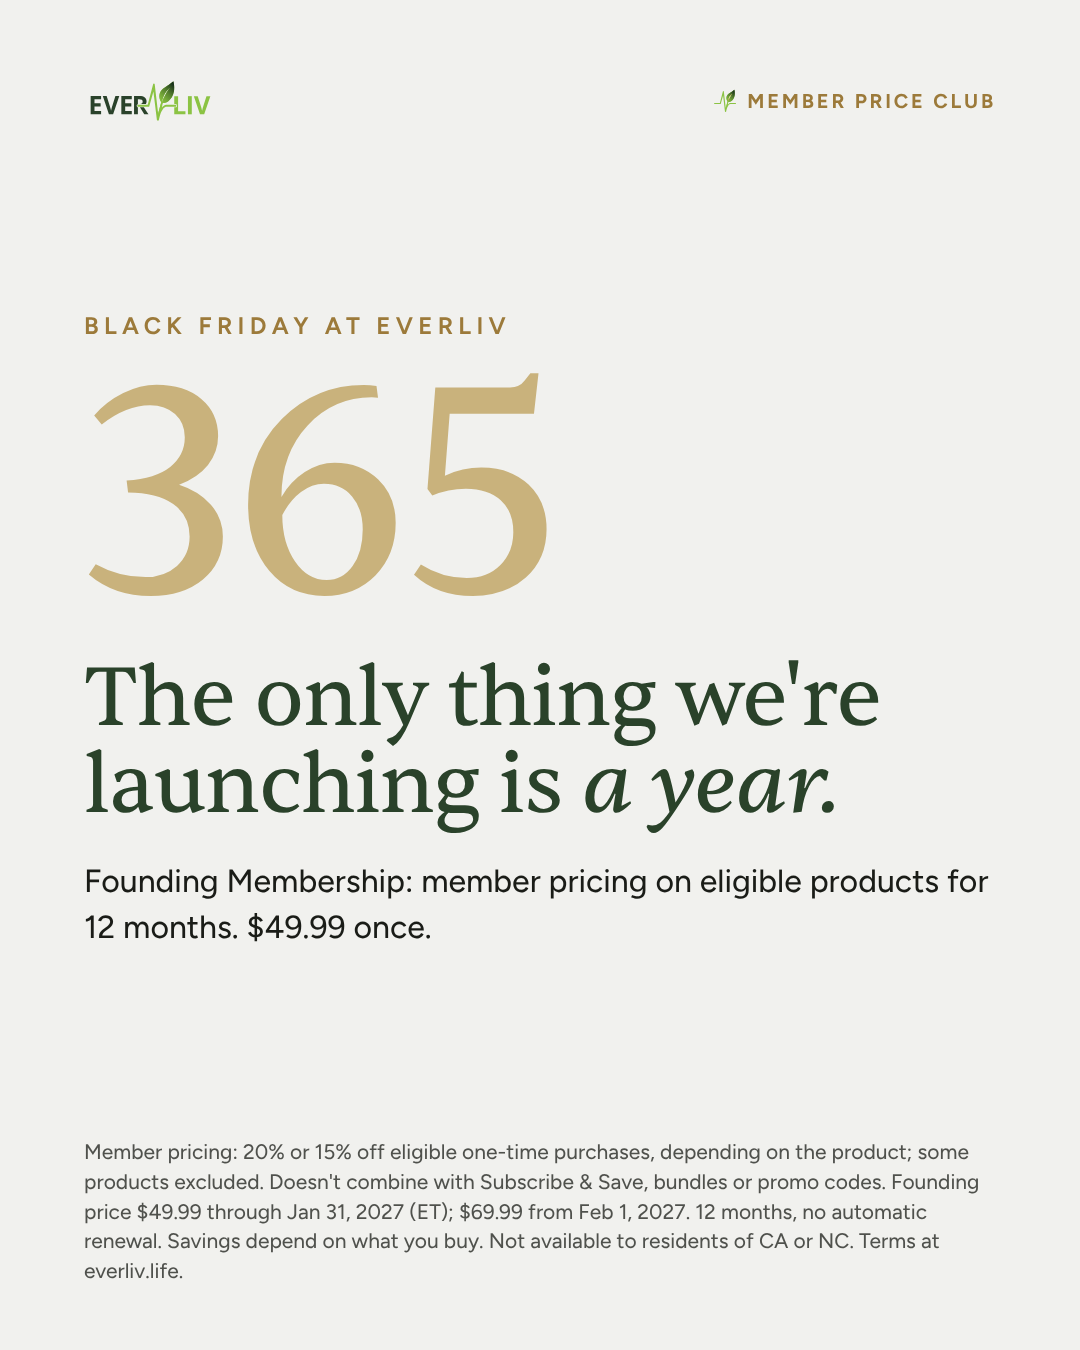 EVERLIV
MEMBER PRICE CLUB
BLACK FRIDAY AT EVERLIV
365
The only thing we're
launching is a year.
Founding Membership: member pricing on eligible products for
12 months. $49.99 once.
Member pricing: 20% or 15% off eligible one-time purchases, depending on the product; some
products excluded. Doesn't combine with Subscribe & Save, bundles or promo codes. Founding
price $49.99 through Jan 31, 2027 (ET); $69.99 from Feb 1, 2027. 12 months, no automatic
renewal. Savings depend on what you buy. Not available to residents of CA or NC. Terms at
everliv.life.